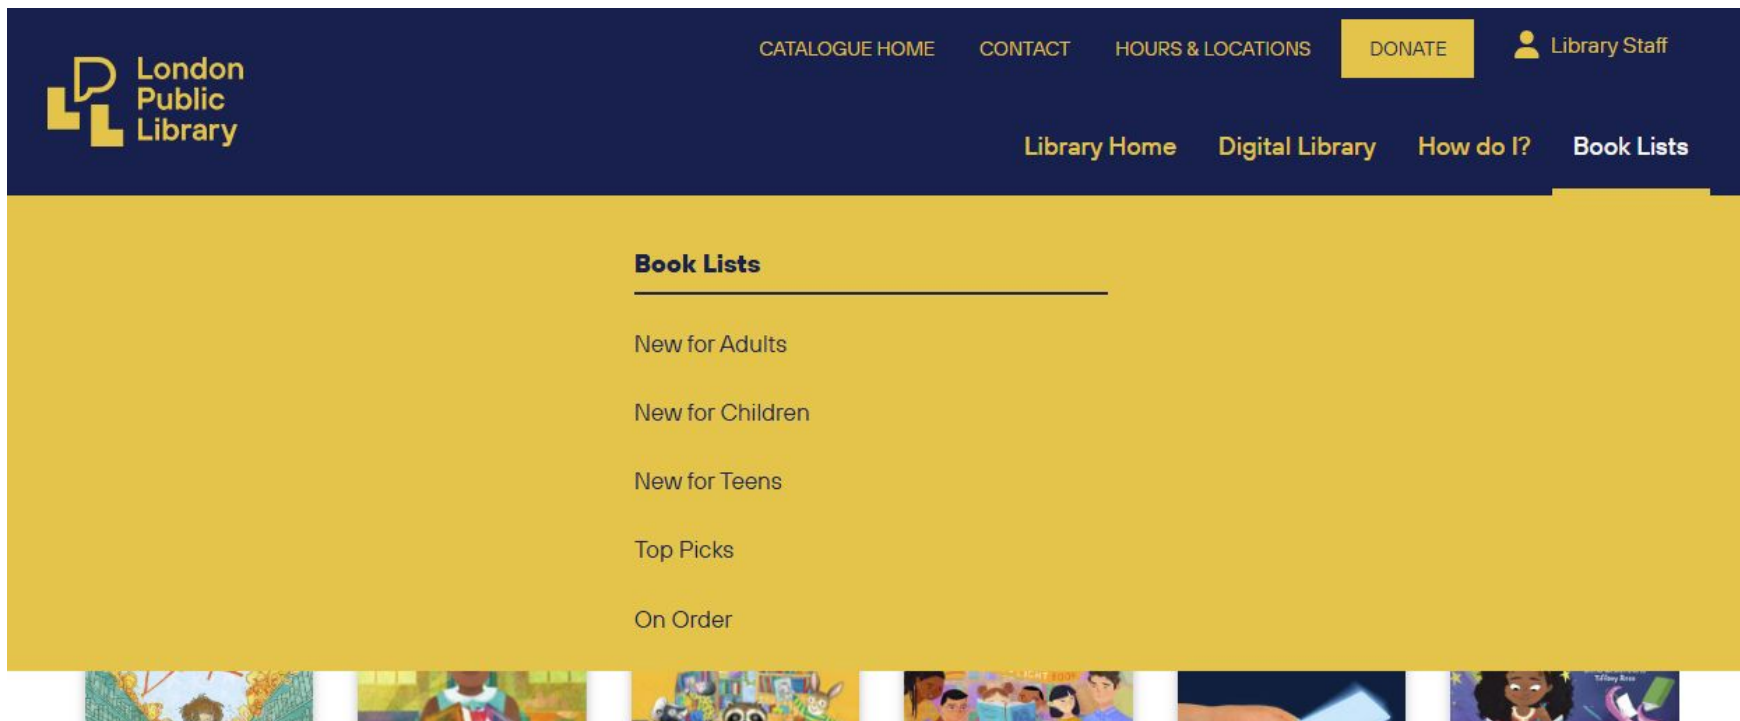 London
Public
Library
CATALOGUE HOME CONTACT HOURS & LOCATIONS DONATE Library Staff
Library Home Digital Library How do I? Book Lists
Book Lists
New for Adults
New for Children
New for Teens
Top Picks
On Order